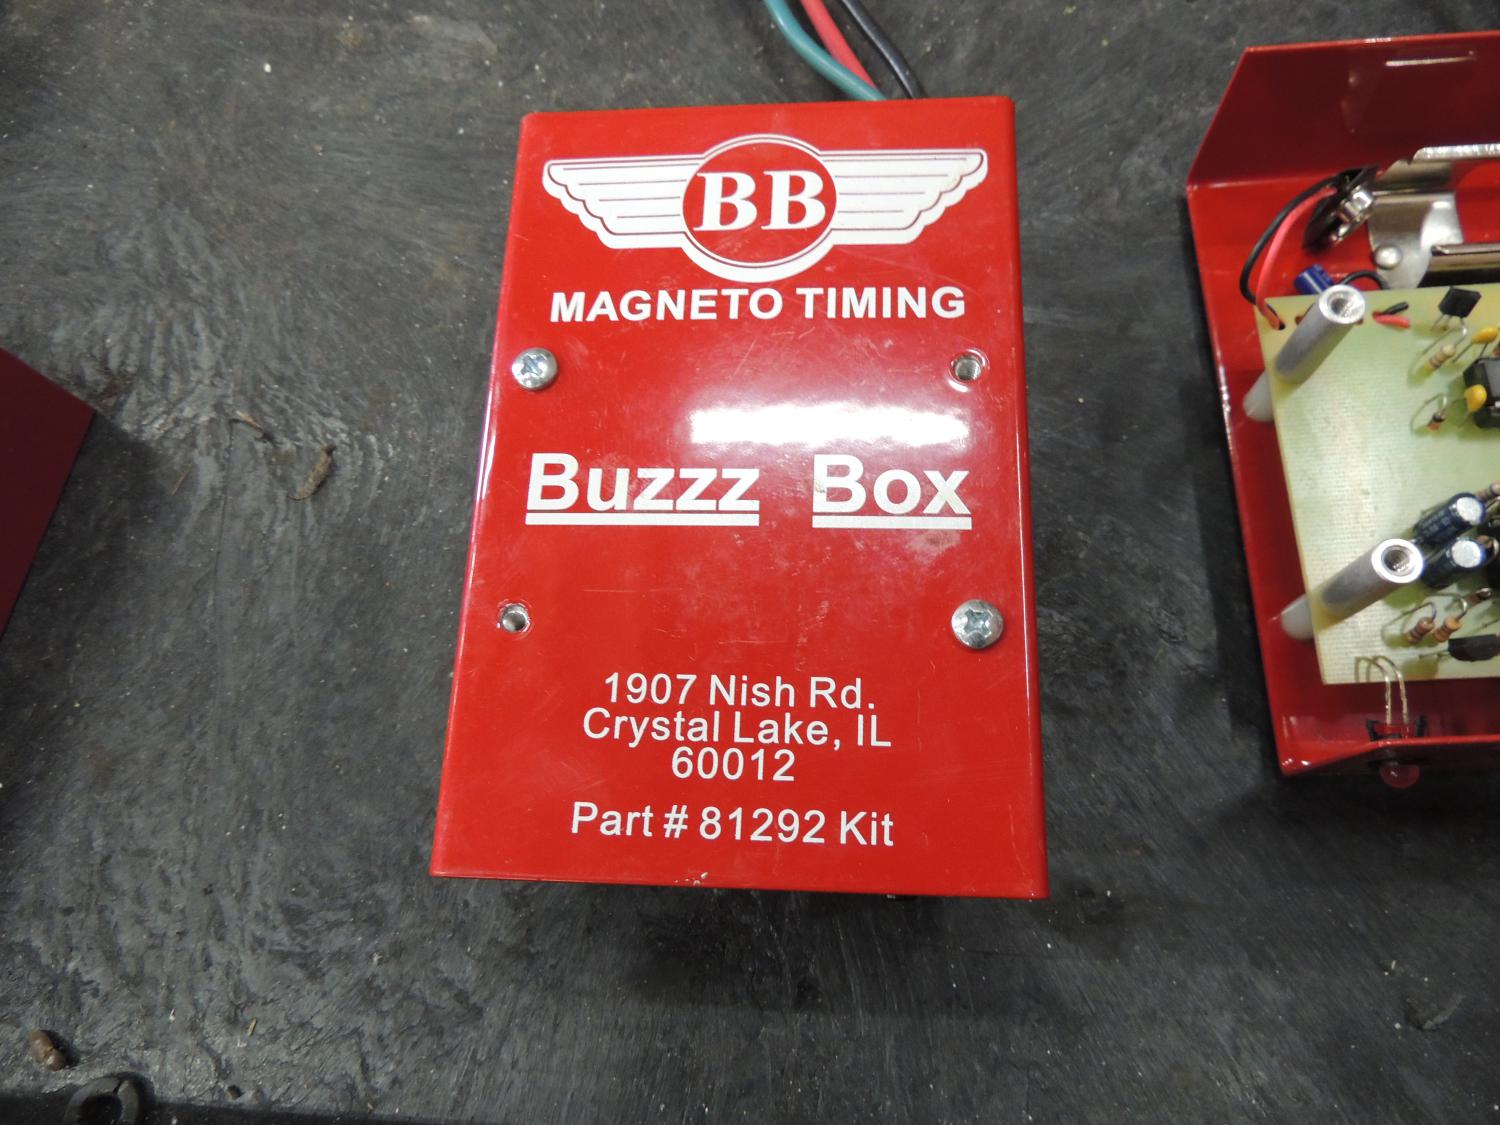 BB
MAGNETO TIMING
Buzzz Box
1907 Nish Rd.
Crystal Lake, IL
60012
Part # 81292 Kit